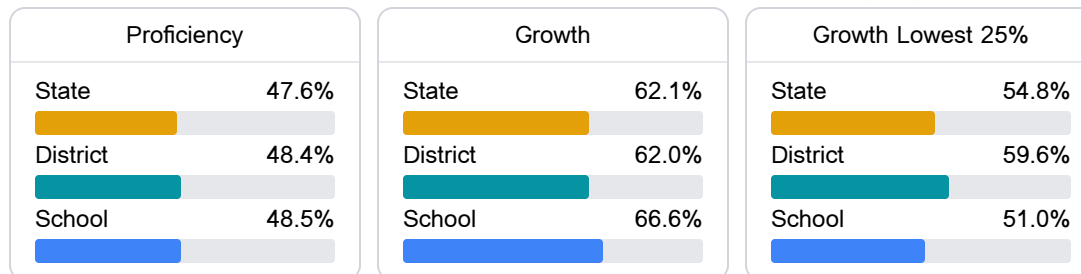 Proficiency
State 47.6%
District 48.4%
School 48.5%
Growth
State 62.1%
District 62.0%
School 66.6%
Growth Lowest 25%
State 54.8%
District 59.6%
School 51.0%